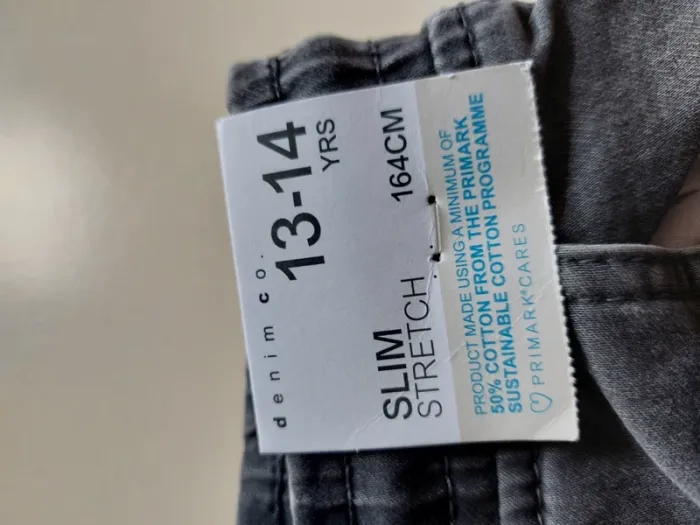 denim co.
13-14
YRS
SLIM
STRETCH 164CM
PRODUCT MADE USING A MINIMUM OF
50% COTTON FROM THE PRIMARK
SUSTAINABLE COTTON PROGRAMME
PRIMARK®CARES